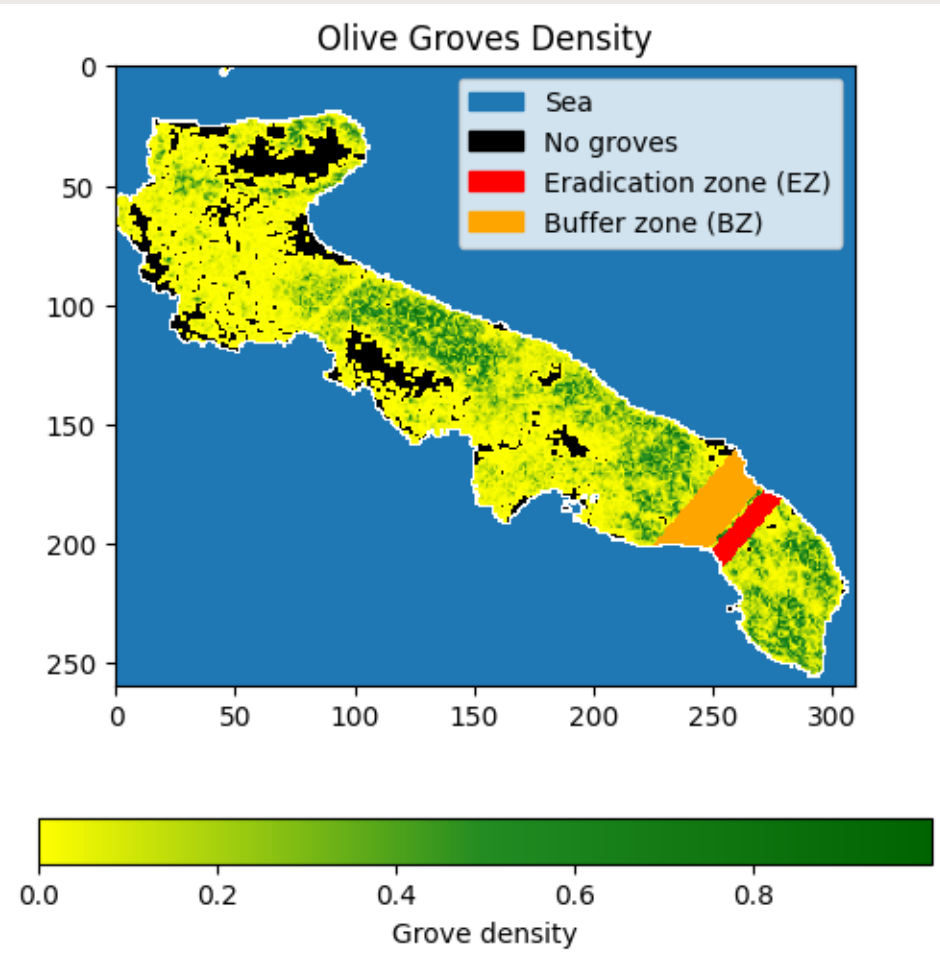 Olive Groves Density
Sea
No groves
Eradication zone (EZ)
Buffer zone (BZ)
0
50
100
150
200
250
0 50 100 150 200 250 300
0.0 0.2 0.4 0.6 0.8
Grove density